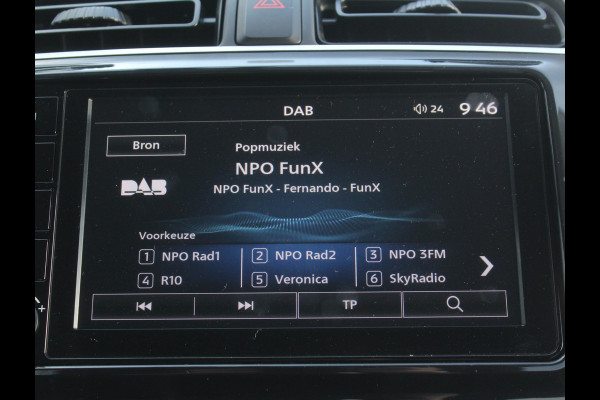 DAB 24 9 46
Bron
Popmuziek
NPO FunX
DAB
NPO FunX - Fernando - FunX
Voorkeuze
1 NPO Rad1 2 NPO Rad2 3 NPO 3FM
4 R10 5 Veronica 6 SkyRadio
TP